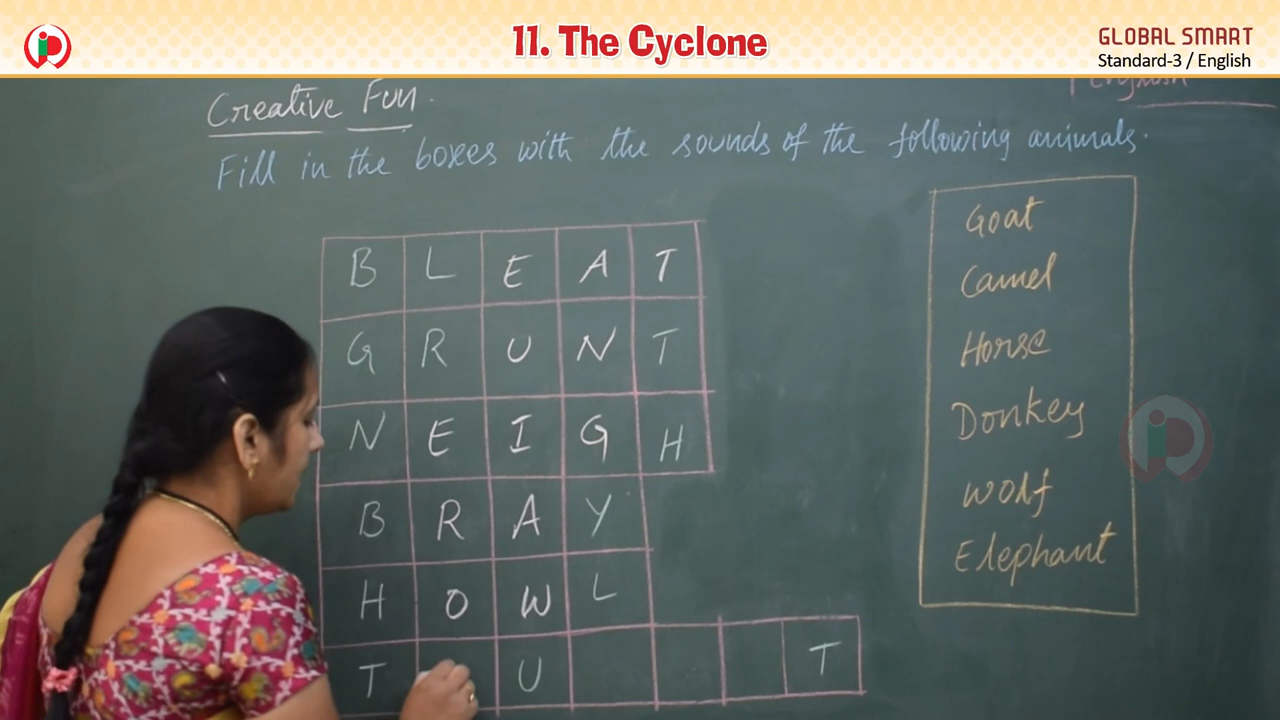 11. The Cyclone
GLOBAL SMART
Standard-3 / English
English
Creative Fun.
Fill in the boxes with the sounds of the following animals.
B L E A T
G R U N T
N E I G H
B R A Y
H O W L
T U T
Goat
Camel
Horse
Donkey
Wolf
Elephant